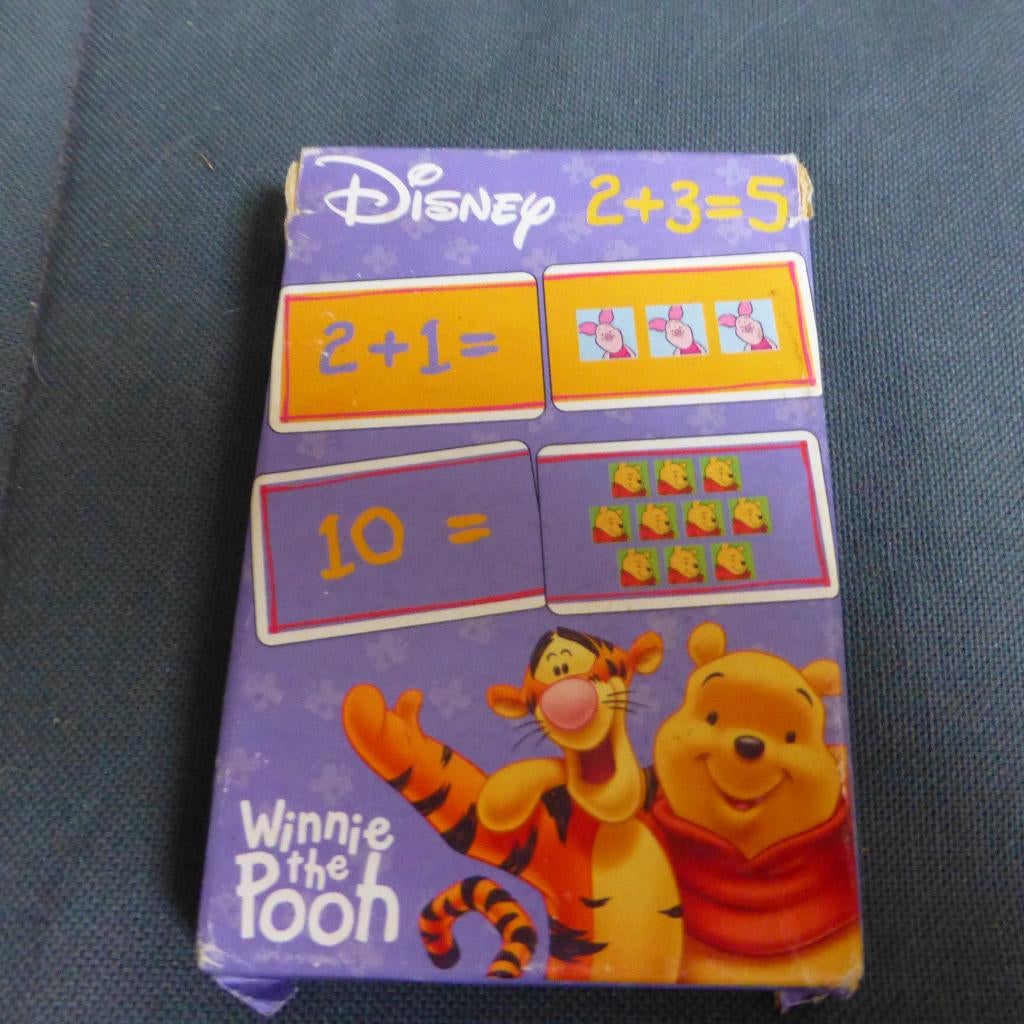 Disney 2+3=5
2+1=
10 =
Winnie
the
Pooh